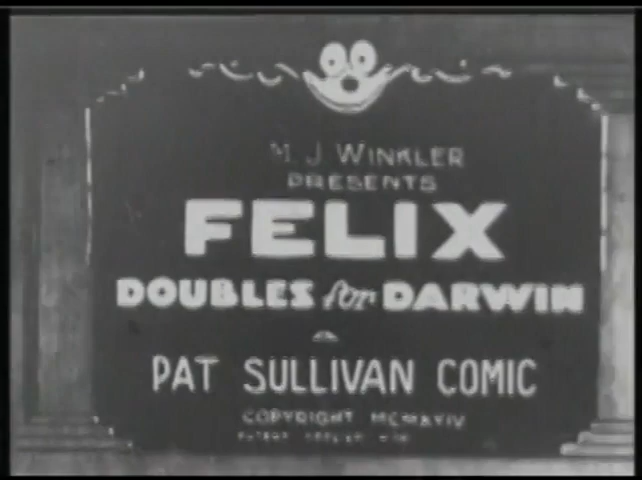 M. J. WINKLER
PRESENTS
FELIX
DOUBLES for DARWIN
A
PAT SULLIVAN COMIC
COPYRIGHT MCMXXIV